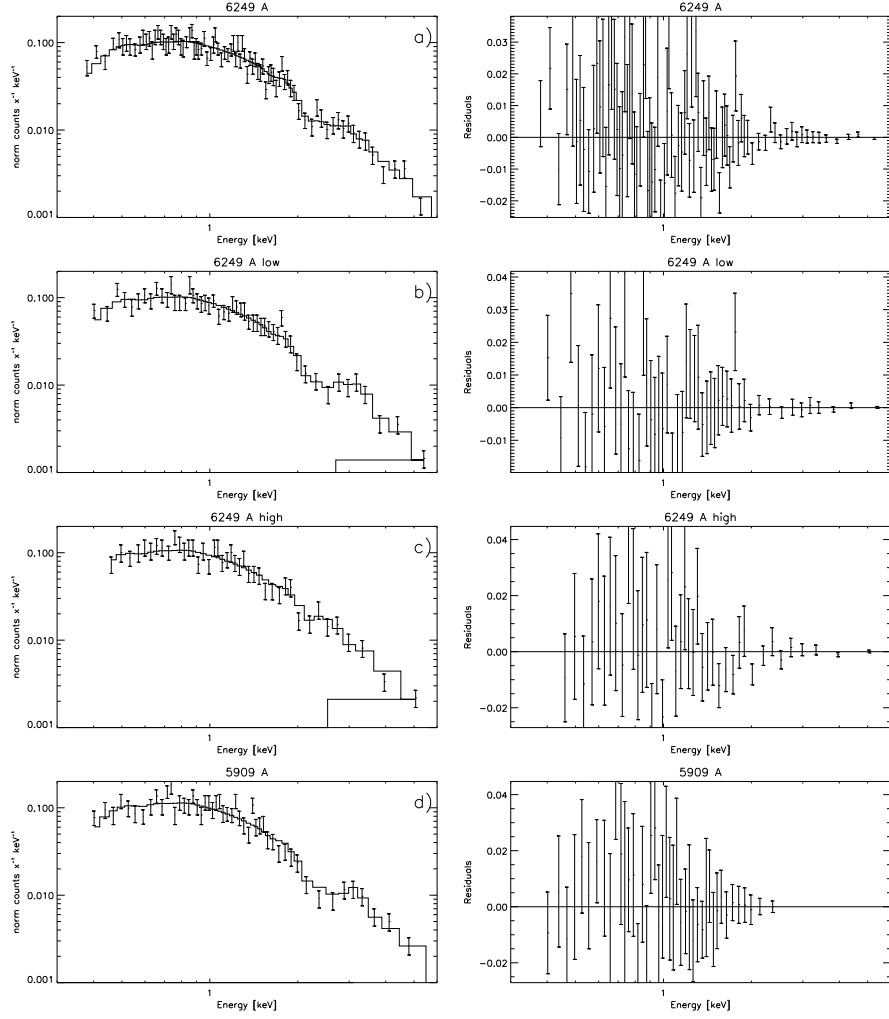 6249 A
a)
0.100
0.010
0.001
norm counts x⁻¹ keV⁻¹
1
Energy [keV]
6249 A
0.03
0.02
0.01
0.00
−0.01
−0.02
Residuals
1
Energy [keV]
6249 A low
b)
0.100
0.010
0.001
norm counts x⁻¹ keV⁻¹
1
Energy [keV]
6249 A low
0.04
0.03
0.02
0.01
0.00
−0.01
Residuals
1
Energy [keV]
6249 A high
c)
0.100
0.010
0.001
norm counts x⁻¹ keV⁻¹
1
Energy [keV]
6249 A high
0.04
0.02
0.00
−0.02
Residuals
1
Energy [keV]
5909 A
d)
0.100
0.010
0.001
norm counts x⁻¹ keV⁻¹
1
Energy [keV]
5909 A
0.04
0.02
0.00
−0.02
Residuals
1
Energy [keV]